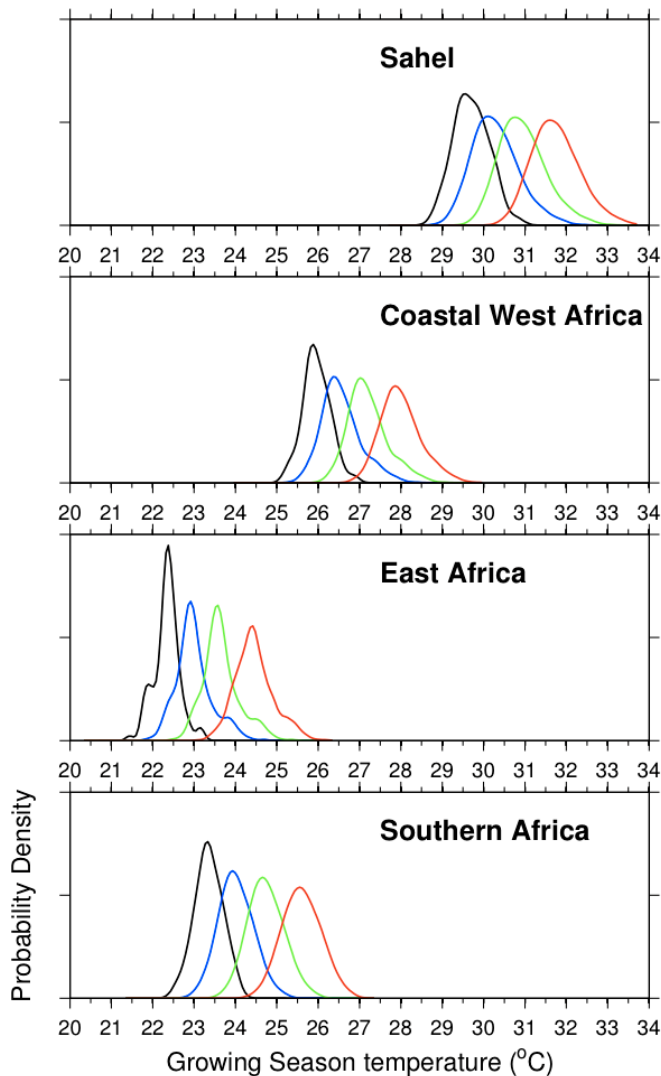 Sahel
20 21 22 23 24 25 26 27 28 29 30 31 32 33 34
Coastal West Africa
20 21 22 23 24 25 26 27 28 29 30 31 32 33 34
East Africa
20 21 22 23 24 25 26 27 28 29 30 31 32 33 34
Southern Africa
Probability Density
20 21 22 23 24 25 26 27 28 29 30 31 32 33 34
Growing Season temperature (°C)